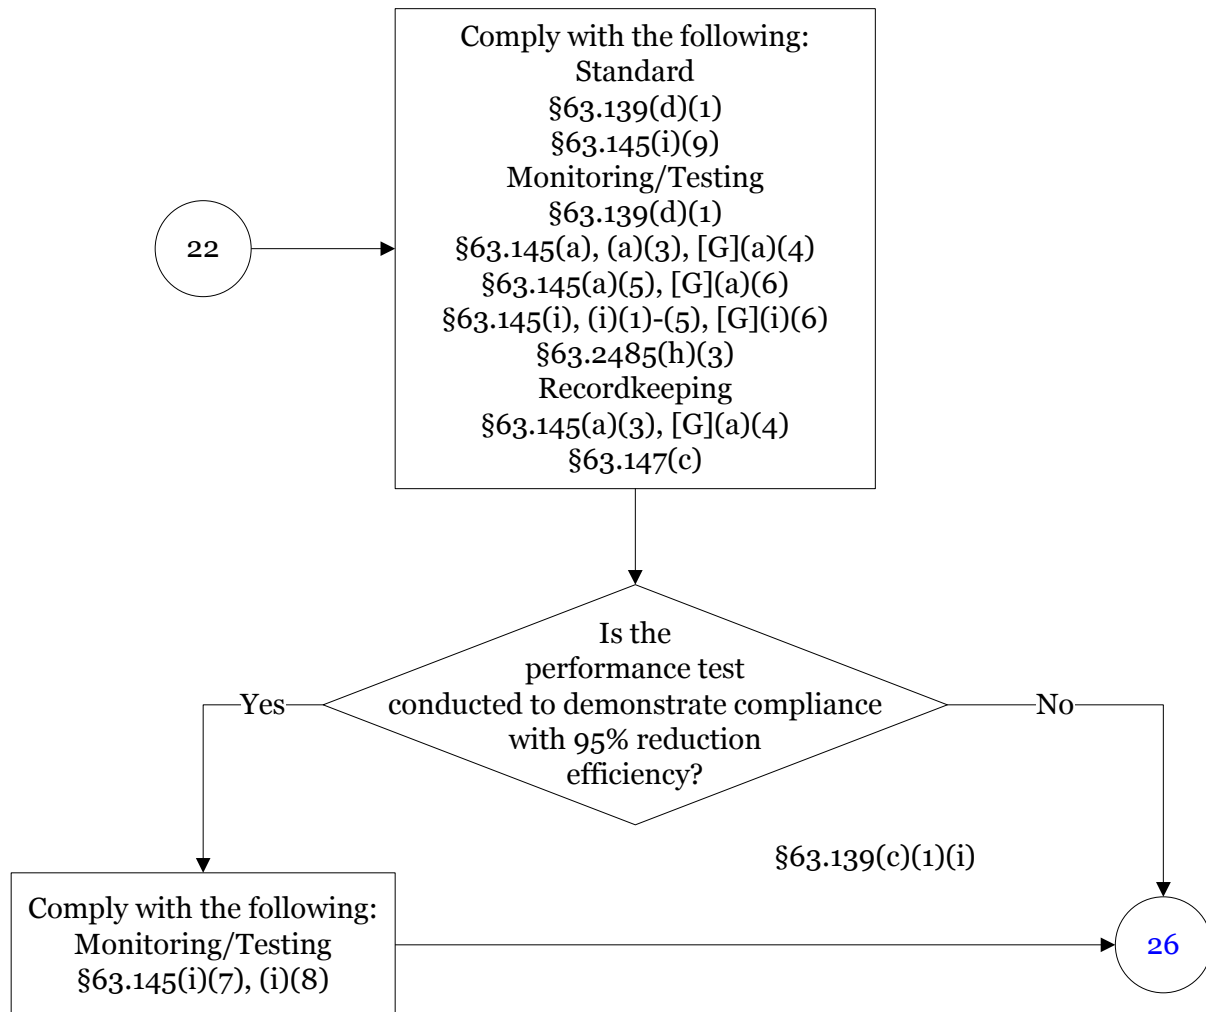 Comply with the following:
Standard
§63.139(d)(1)
§63.145(i)(9)
Monitoring/Testing
§63.139(d)(1)
§63.145(a), (a)(3), [G](a)(4)
§63.145(a)(5), [G](a)(6)
§63.145(i), (i)(1)-(5), [G](i)(6)
§63.2485(h)(3)
Recordkeeping
§63.145(a)(3), [G](a)(4)
§63.147(c)
22
Is the
performance test
conducted to demonstrate compliance
with 95% reduction
efficiency?
Yes
No
§63.139(c)(1)(i)
Comply with the following:
Monitoring/Testing
§63.145(i)(7), (i)(8)
26